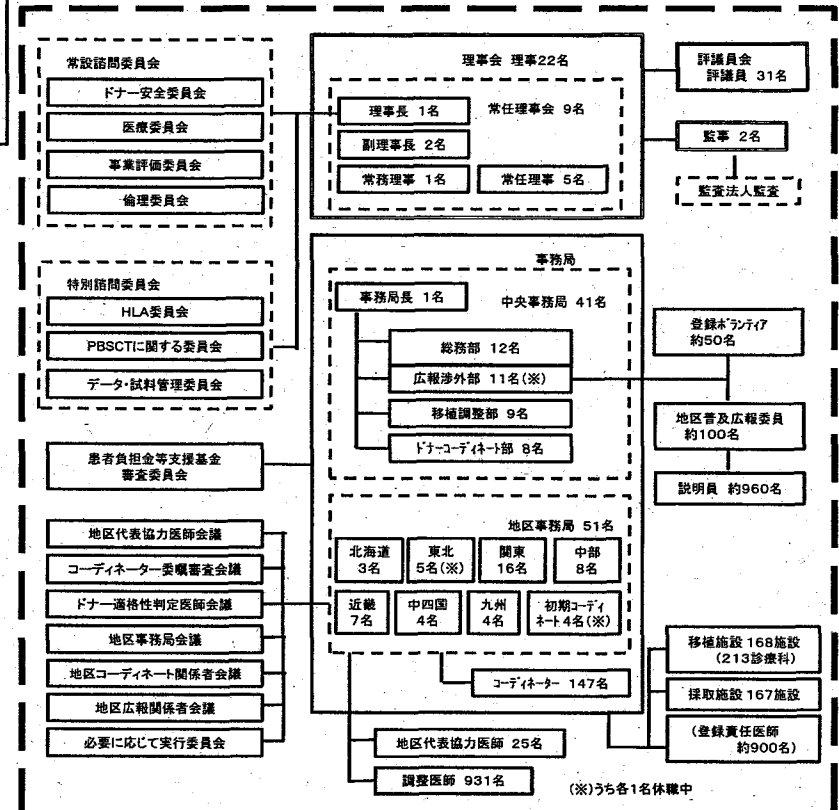 常設諮問委員会
ドナー安全委員会
医療委員会
事業評価委員会
倫理委員会
特別諮問委員会
HLA委員会
PBSCTに関する委員会
データ・試料管理委員会
患者負担金等支援基金
審査委員会
地区代表協力医師会議
コーディネーター委嘱審査会議
ドナー適格性判定医師会議
地区事務局会議
地区コーディネート関係者会議
地区広報関係者会議
必要に応じて実行委員会
理事会 理事22名
理事長 1名
常任理事会 9名
副理事長 2名
常務理事 1名
常任理事 5名
評議員会
評議員 31名
監事 2名
監査法人監査
事務局
事務局長 1名
中央事務局 41名
総務部 12名
広報渉外部 11名(※)
移植調整部 9名
ドナーコーディネート部 8名
登録ボランティア
約50名
地区普及広報委員
約100名
説明員 約960名
地区事務局 51名
北海道
3名
東北
5名(※)
関東
16名
中部
8名
近畿
7名
中四国
4名
九州
4名
初期コーディ
ネート4名(※)
コーディネーター 147名
地区代表協力医師 25名
調整医師 931名
移植施設 168施設
(213診療科)
採取施設 167施設
(登録責任医師
約900名)
(※)うち各1名休職中